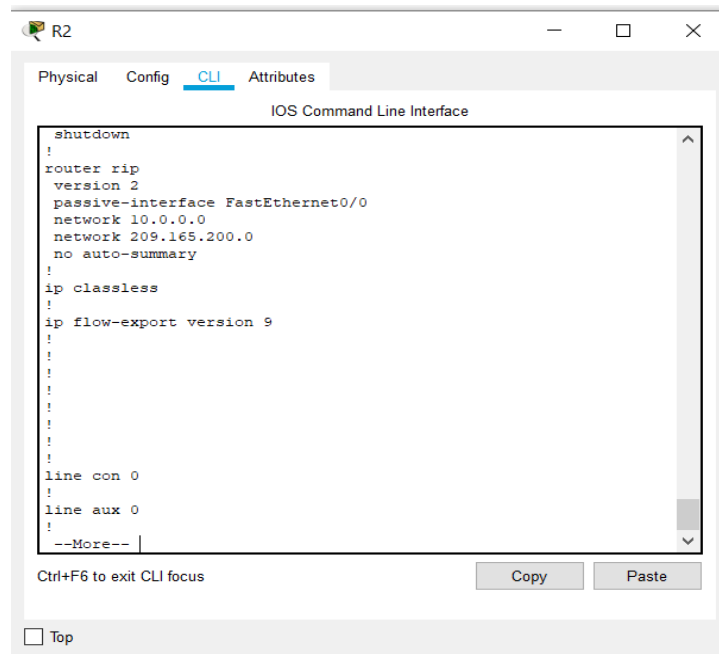 R2
Physical Config CLI Attributes
IOS Command Line Interface
shutdown
!
router rip
version 2
passive-interface FastEthernet0/0
network 10.0.0.0
network 209.165.200.0
no auto-summary
!
ip classless
!
ip flow-export version 9
!
!
!
!
!
!
!
!
line con 0
!
line aux 0
!
--More--
Ctrl+F6 to exit CLI focus
Copy Paste
Top